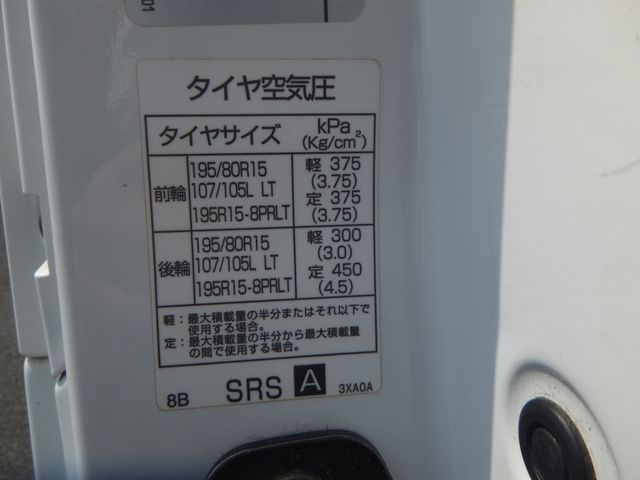 01
タイヤ空気圧
タイヤサイズ kPa (Kg/cm²)
前輪 195/80R15 107/105L LT 195R15-8PRLT 軽 375 (3.75) 定 375 (3.75)
後輪 195/80R15 107/105L LT 195R15-8PRLT 軽 300 (3.0) 定 450 (4.5)
軽：最大積載量の半分またはそれ以下で
使用する場合。
定：最大積載量の半分から最大積載量
の間で使用する場合。
8B SRS A 3XA0A